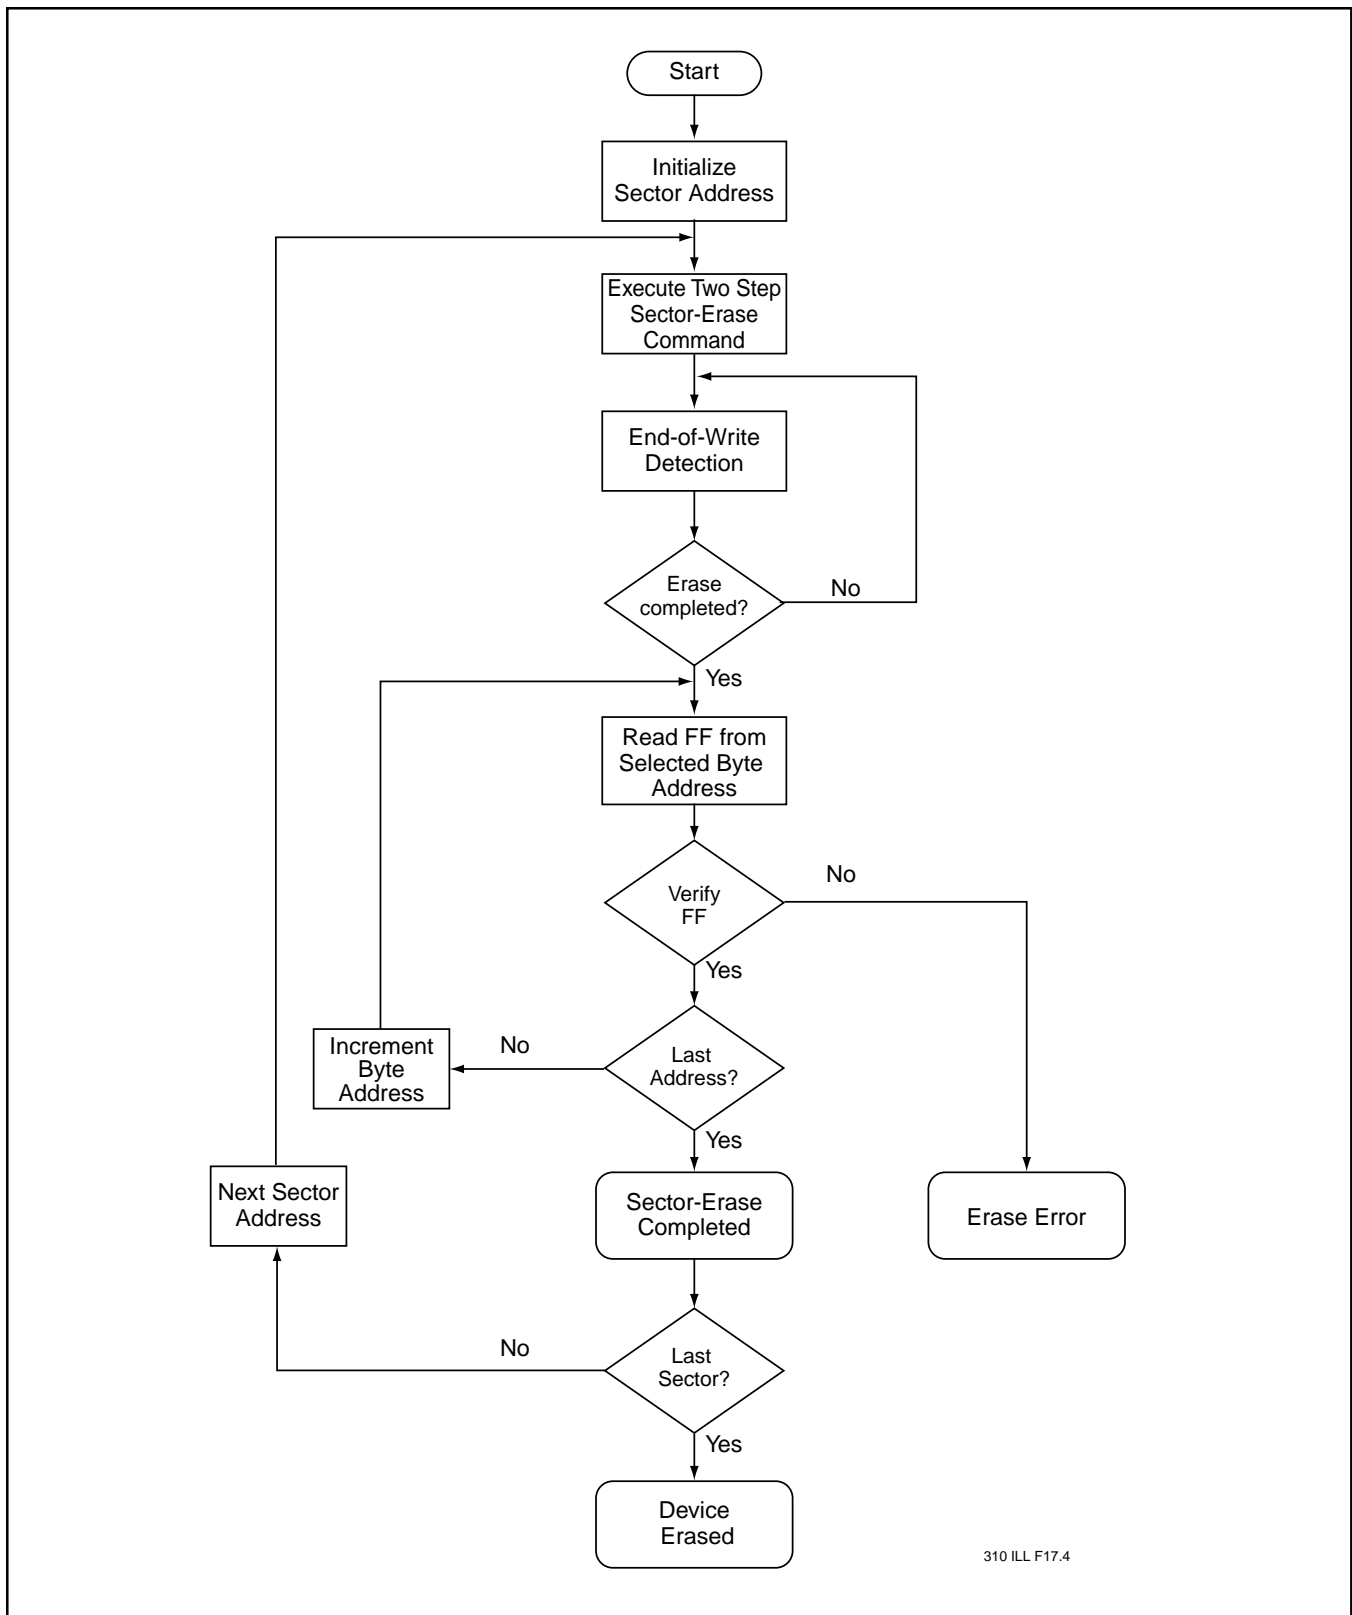 Start
Initialize
Sector Address
Execute Two Step
Sector-Erase
Command
End-of-Write
Detection
Erase
completed?
No
Yes
Read FF from
Selected Byte
Address
Verify
FF
No
Yes
Last
Address?
No
Increment
Byte
Address
Yes
Next Sector
Address
Sector-Erase
Completed
Erase Error
Last
Sector?
No
Yes
Device
Erased
310 ILL F17.4